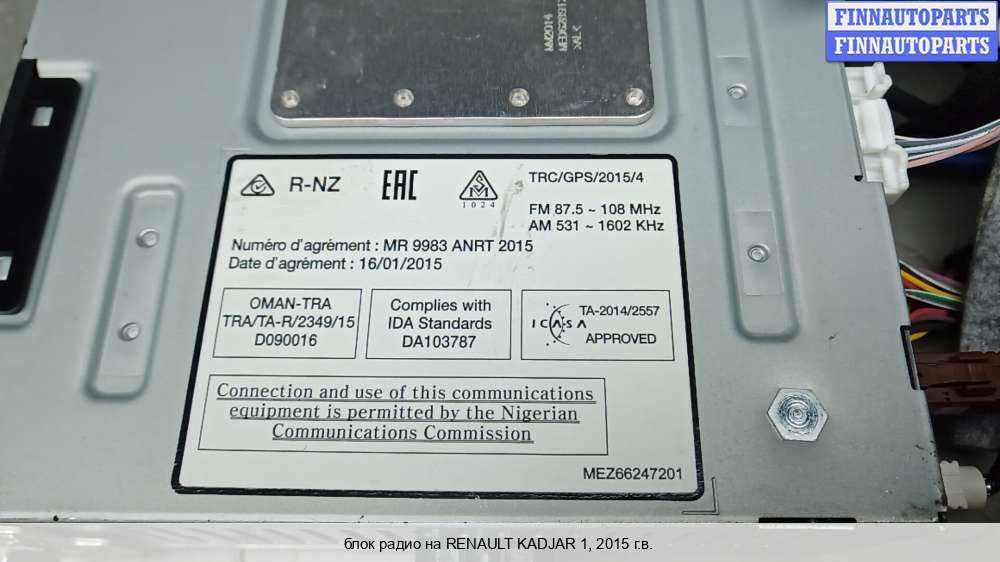 FINNAUTOPARTS
FINNAUTOPARTS
MM2014
>AL<
R-NZ
EAC
1024
TRC/GPS/2015/4
FM 87.5 ~ 108 MHz
AM 531 ~ 1602 KHz
Numéro d'agrément : MR 9983 ANRT 2015
Date d'agrément : 16/01/2015
OMAN-TRA
TRA/TA-R/2349/15
D090016
Complies with
IDA Standards
DA103787
ICASA
TA-2014/2557
APPROVED
Connection and use of this communications
equipment is permitted by the Nigerian
Communications Commission
MEZ66247201
блок радио на RENAULT KADJAR 1, 2015 г.в.